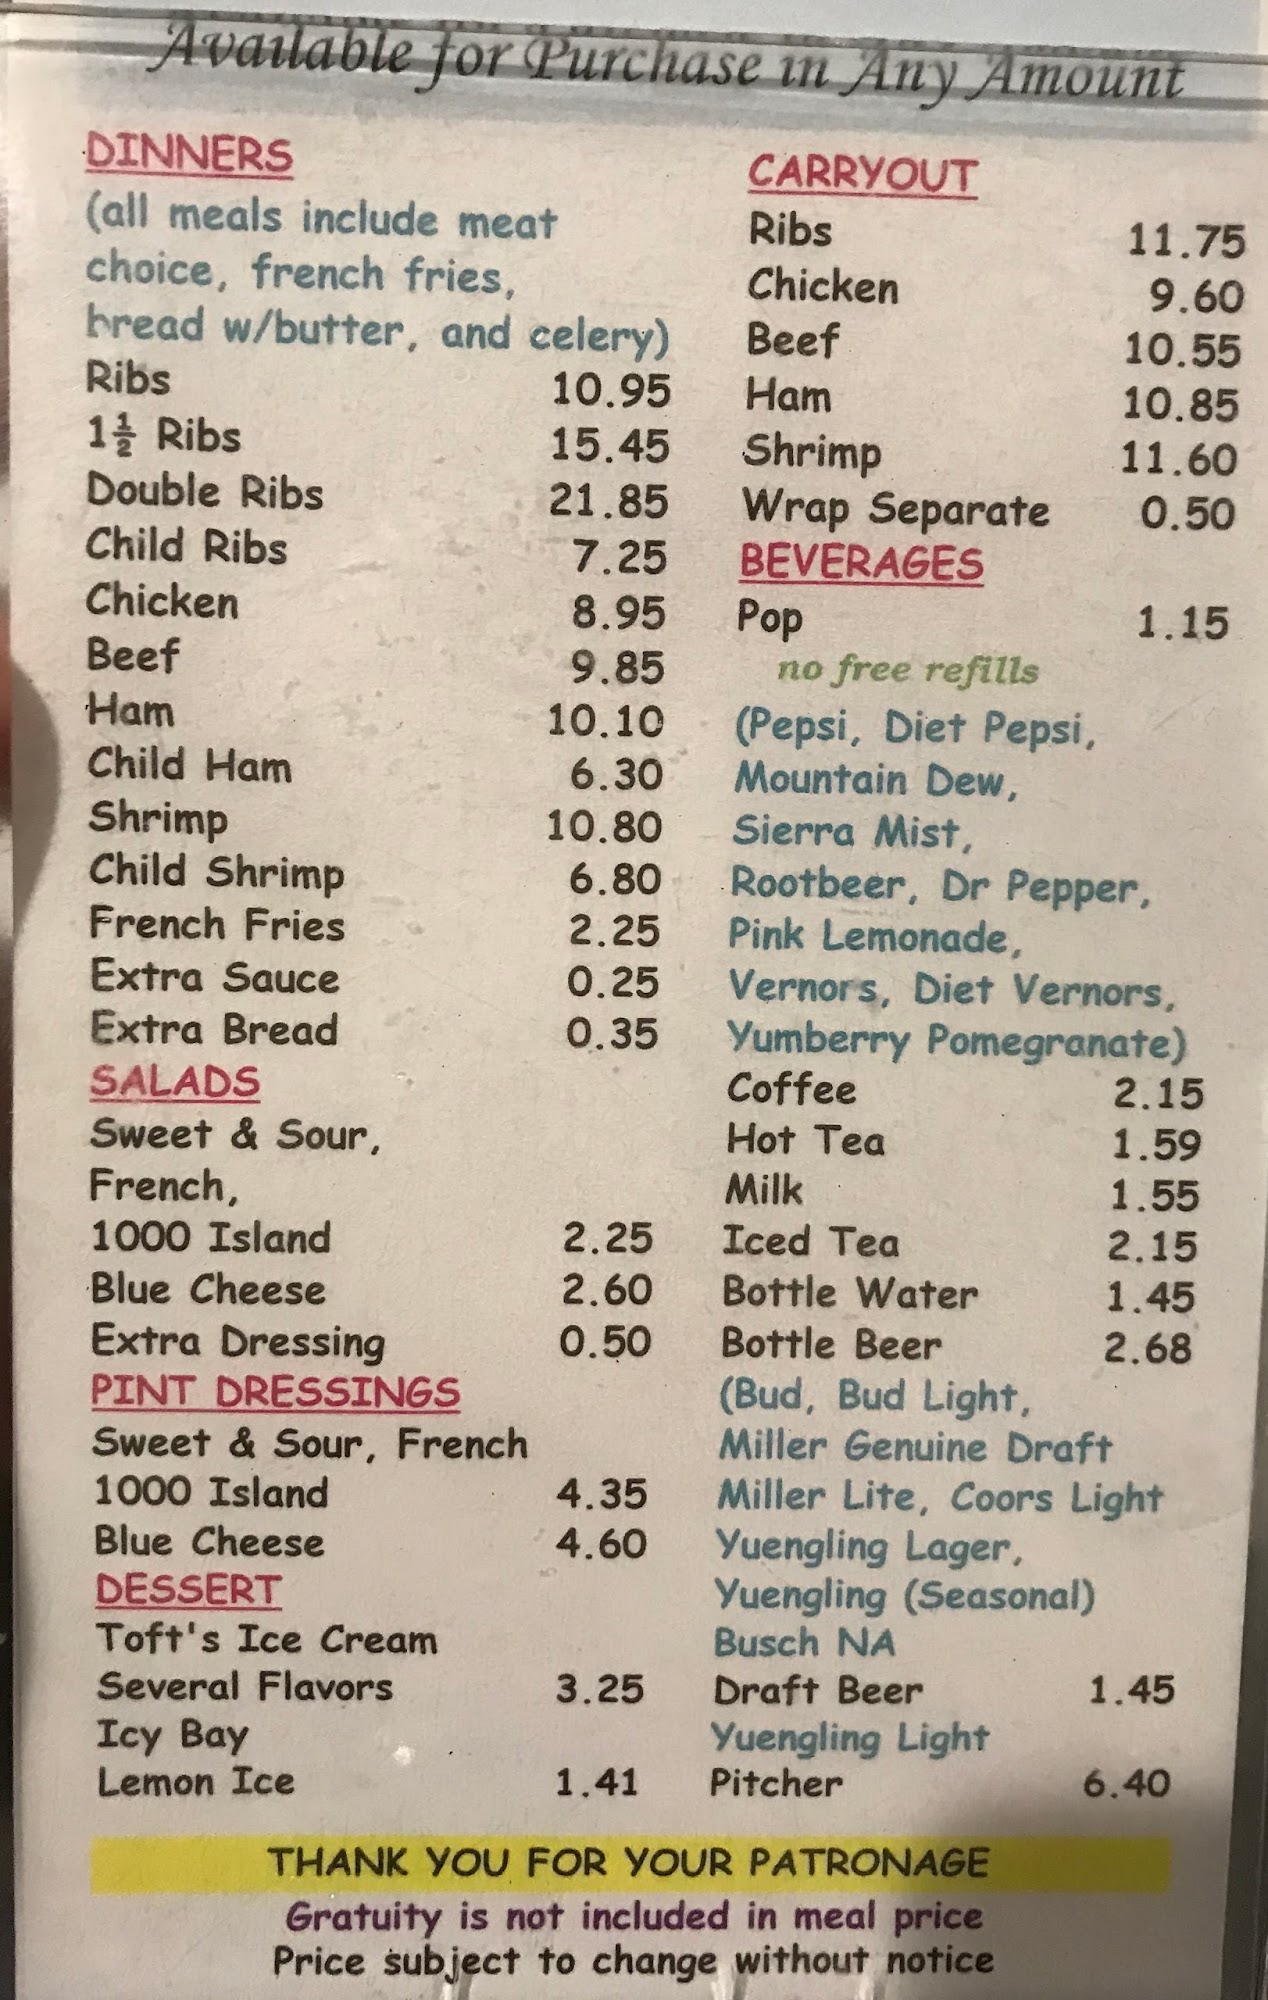 Available for Purchase in Any Amount
DINNERS
(all meals include meat
choice, french fries,
bread w/butter, and celery)
Ribs 10.95
1½ Ribs 15.45
Double Ribs 21.85
Child Ribs 7.25
Chicken 8.95
Beef 9.85
Ham 10.10
Child Ham 6.30
Shrimp 10.80
Child Shrimp 6.80
French Fries 2.25
Extra Sauce 0.25
Extra Bread 0.35
SALADS
Sweet & Sour,
French,
1000 Island 2.25
Blue Cheese 2.60
Extra Dressing 0.50
PINT DRESSINGS
Sweet & Sour, French
1000 Island 4.35
Blue Cheese 4.60
DESSERT
Toft's Ice Cream
Several Flavors 3.25
Icy Bay
Lemon Ice 1.41
CARRYOUT
Ribs 11.75
Chicken 9.60
Beef 10.55
Ham 10.85
Shrimp 11.60
Wrap Separate 0.50
BEVERAGES
Pop 1.15
no free refills
(Pepsi, Diet Pepsi,
Mountain Dew,
Sierra Mist,
Rootbeer, Dr Pepper,
Pink Lemonade,
Vernors, Diet Vernors,
Yumberry Pomegranate)
Coffee 2.15
Hot Tea 1.59
Milk 1.55
Iced Tea 2.15
Bottle Water 1.45
Bottle Beer 2.68
(Bud, Bud Light,
Miller Genuine Draft
Miller Lite, Coors Light
Yuengling Lager,
Yuengling (Seasonal)
Busch NA
Draft Beer 1.45
Yuengling Light
Pitcher 6.40
THANK YOU FOR YOUR PATRONAGE
Gratuity is not included in meal price
Price subject to change without notice